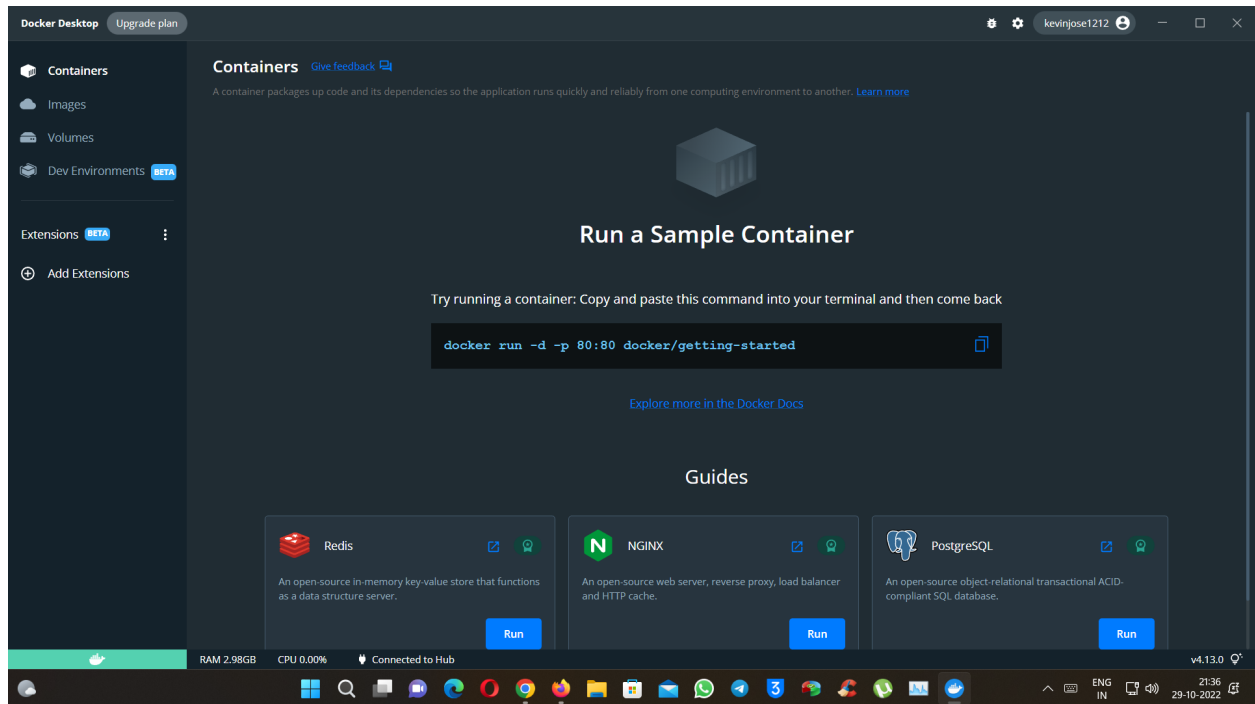 Docker Desktop Upgrade plan kevinjose1212
Containers
Images
Volumes
Dev Environments BETA
Extensions BETA
Add Extensions
Containers Give feedback
A container packages up code and its dependencies so the application runs quickly and reliably from one computing environment to another. Learn more
Run a Sample Container
Try running a container: Copy and paste this command into your terminal and then come back
docker run -d -p 80:80 docker/getting-started
Explore more in the Docker Docs
Guides
Redis
An open-source in-memory key-value store that functions
as a data structure server.
Run
NGINX
An open-source web server, reverse proxy, load balancer
and HTTP cache.
Run
PostgreSQL
An open-source object-relational transactional ACID-
compliant SQL database.
Run
RAM 2.98GB CPU 0.00% Connected to Hub v4.13.0
ENG
IN
21:36
29-10-2022